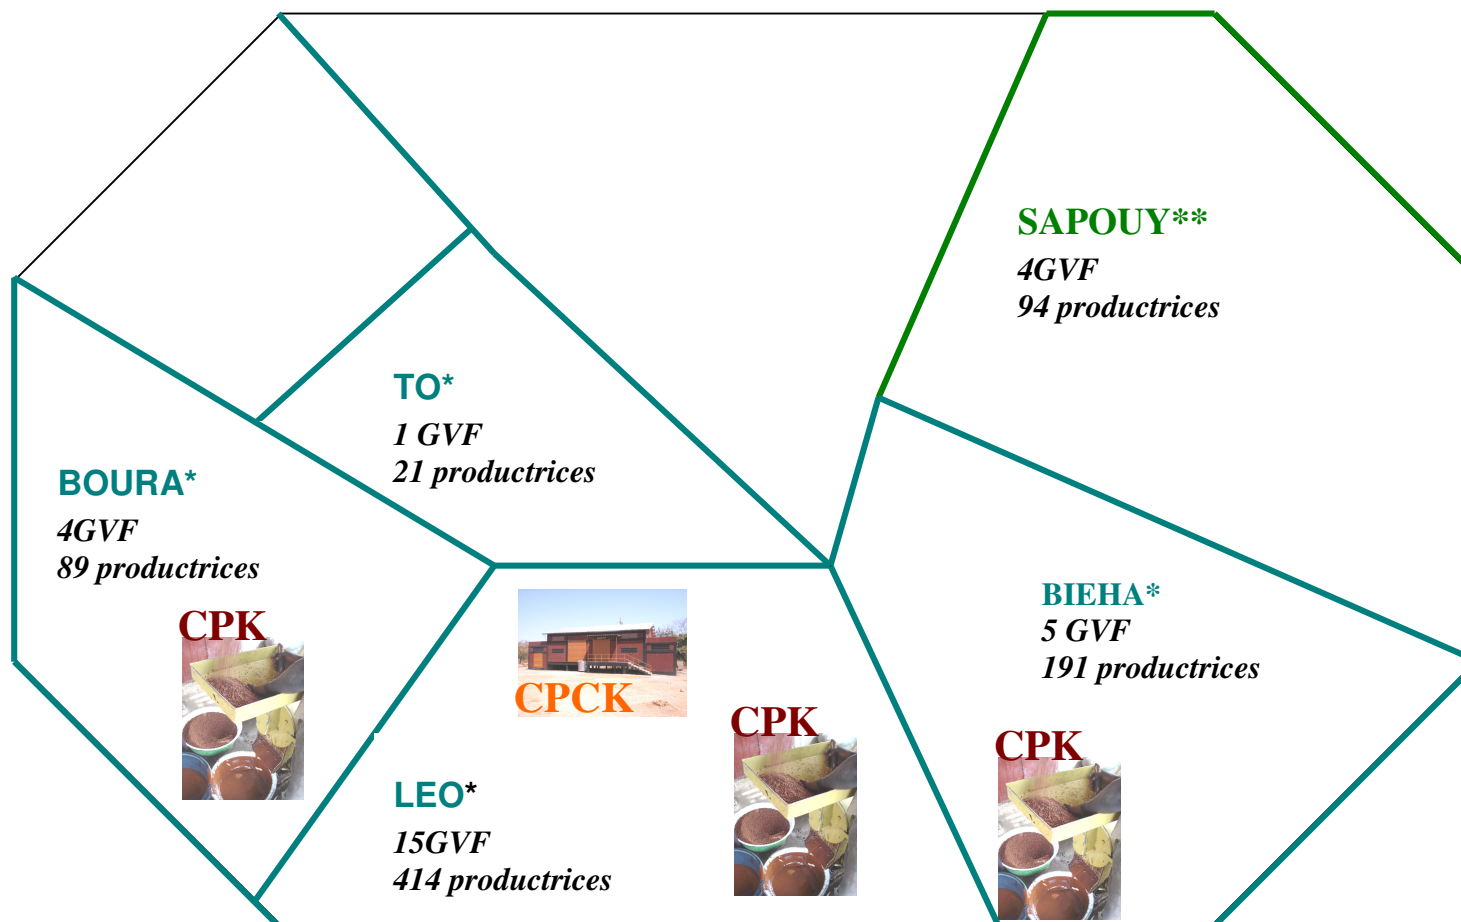 SAPOUY**
4GVF
94 productrices
TO*
1 GVF
21 productrices
BOURA*
4GVF
89 productrices
CPK
CPCK
BIEHA*
5 GVF
191 productrices
CPK
CPK
LEO*
15GVF
414 productrices